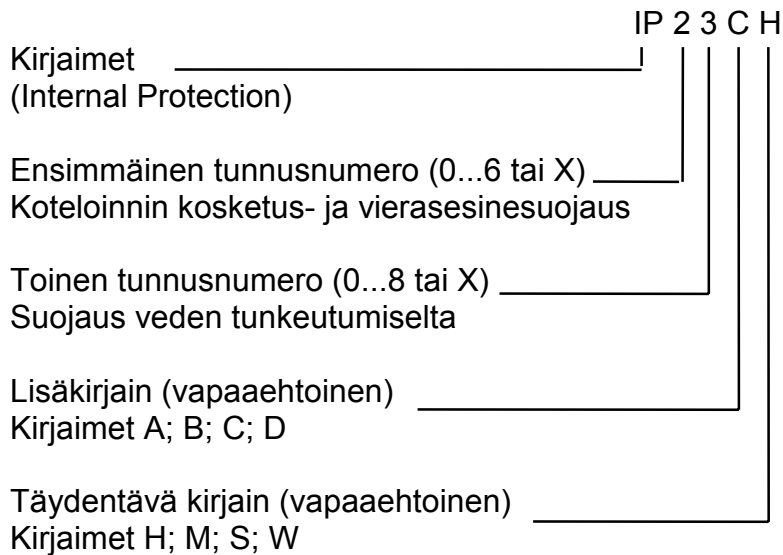 IP 2 3 C H
Kirjaimet
(Internal Protection)
Ensimmäinen tunnusnumero (0...6 tai X)
Koteloinnin kosketus- ja vierasesinesuojaus
Toinen tunnusnumero (0...8 tai X)
Suojaus veden tunkeutumiselta
Lisäkirjain (vapaaehtoinen)
Kirjaimet A; B; C; D
Täydentävä kirjain (vapaaehtoinen)
Kirjaimet H; M; S; W